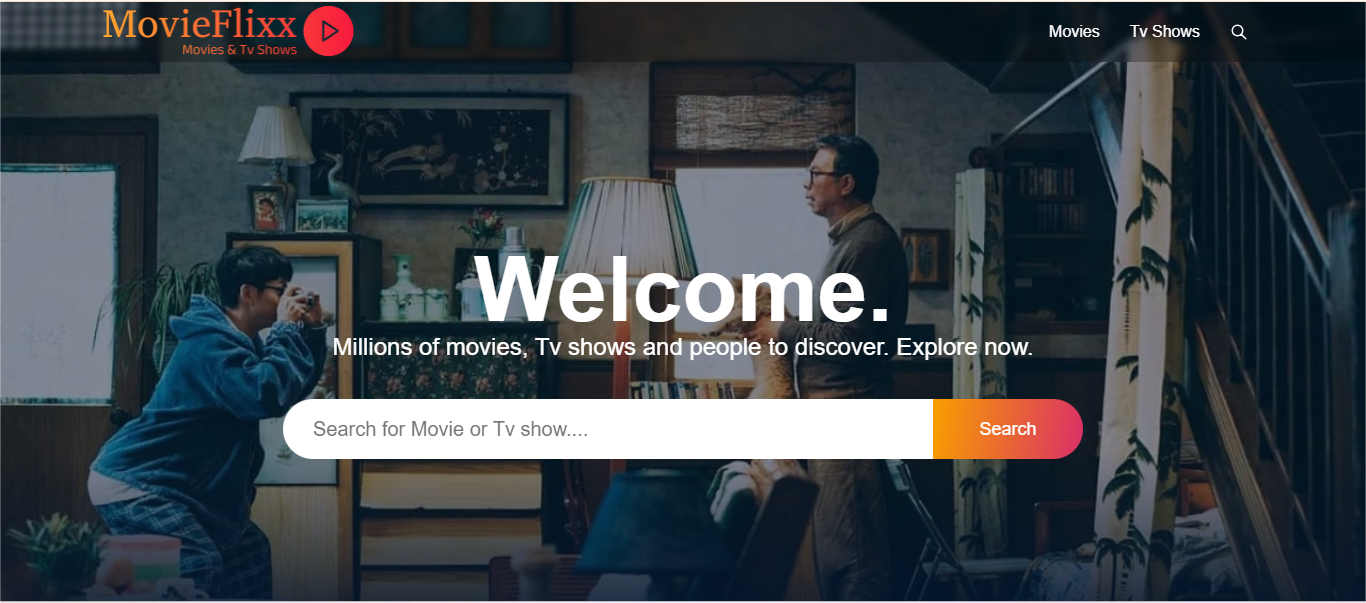 MovieFlixx
Movies & Tv Shows
Movies
Tv Shows
Welcome.
Millions of movies, Tv shows and people to discover. Explore now.
Search for Movie or Tv show....
Search